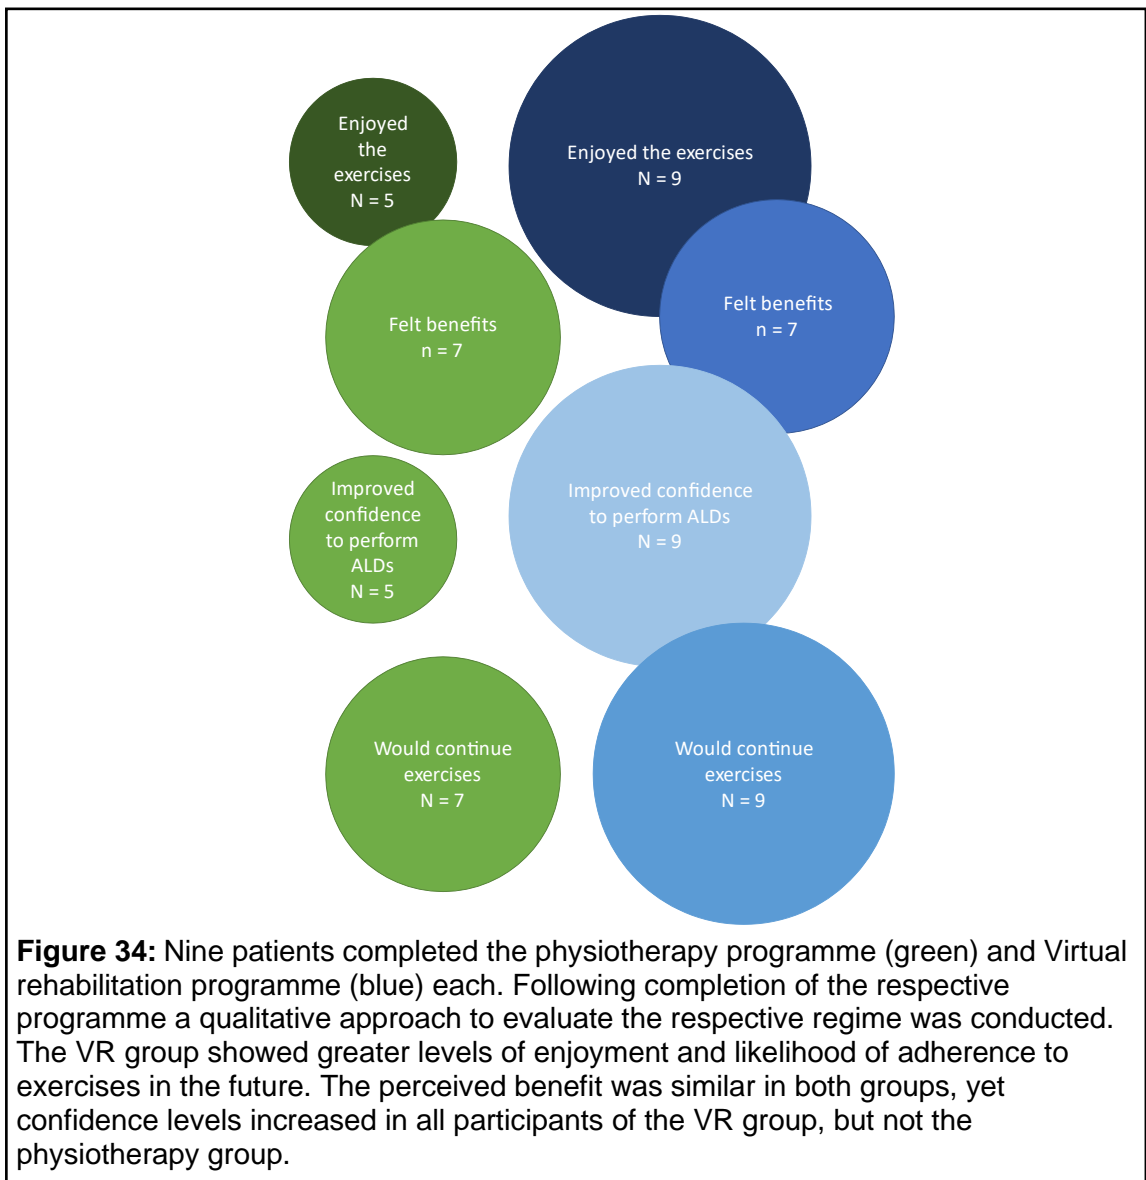 Enjoyed
the
exercises
N = 5
Enjoyed the exercises
N = 9
Felt benefits
n = 7
Felt benefits
n = 7
Improved
confidence
to perform
ALDs
N = 5
Improved confidence
to perform ALDs
N = 9
Would continue
exercises
N = 7
Would continue
exercises
N = 9
Figure 34: Nine patients completed the physiotherapy programme (green) and Virtual
rehabilitation programme (blue) each. Following completion of the respective
programme a qualitative approach to evaluate the respective regime was conducted.
The VR group showed greater levels of enjoyment and likelihood of adherence to
exercises in the future. The perceived benefit was similar in both groups, yet
confidence levels increased in all participants of the VR group, but not the
physiotherapy group.